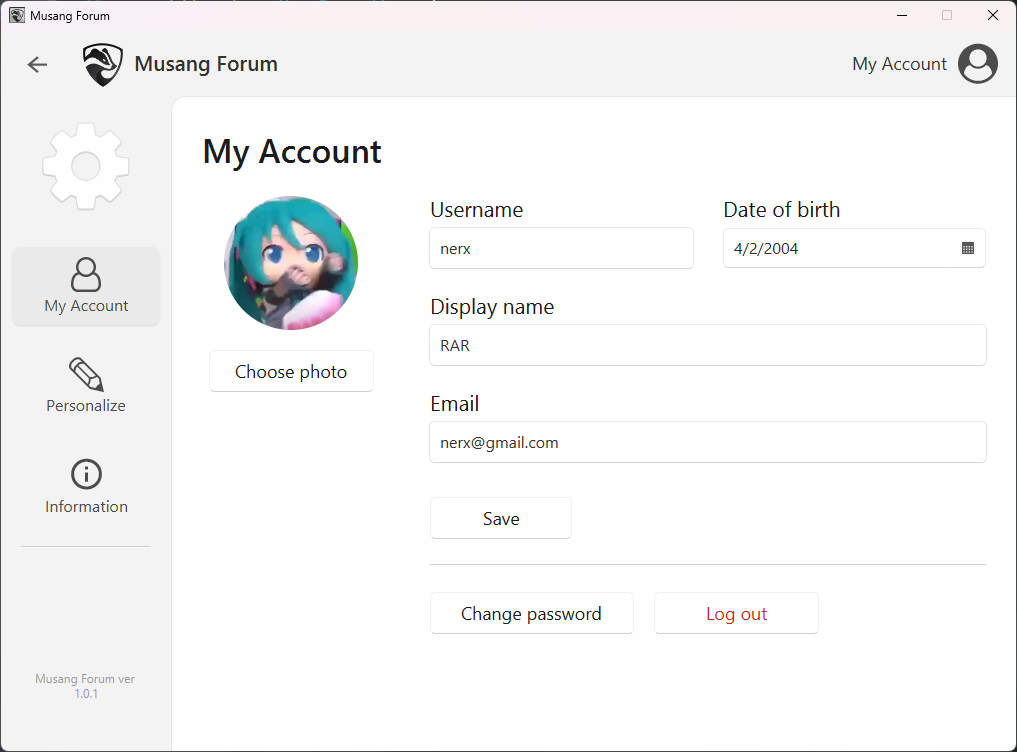 Musang Forum
Musang Forum
My Account
My Account
Personalize
Information
Musang Forum ver
1.0.1
My Account
Choose photo
Username
nerx
Date of birth
4/2/2004
Display name
RAR
Email
nerx@gmail.com
Save
Change password
Log out